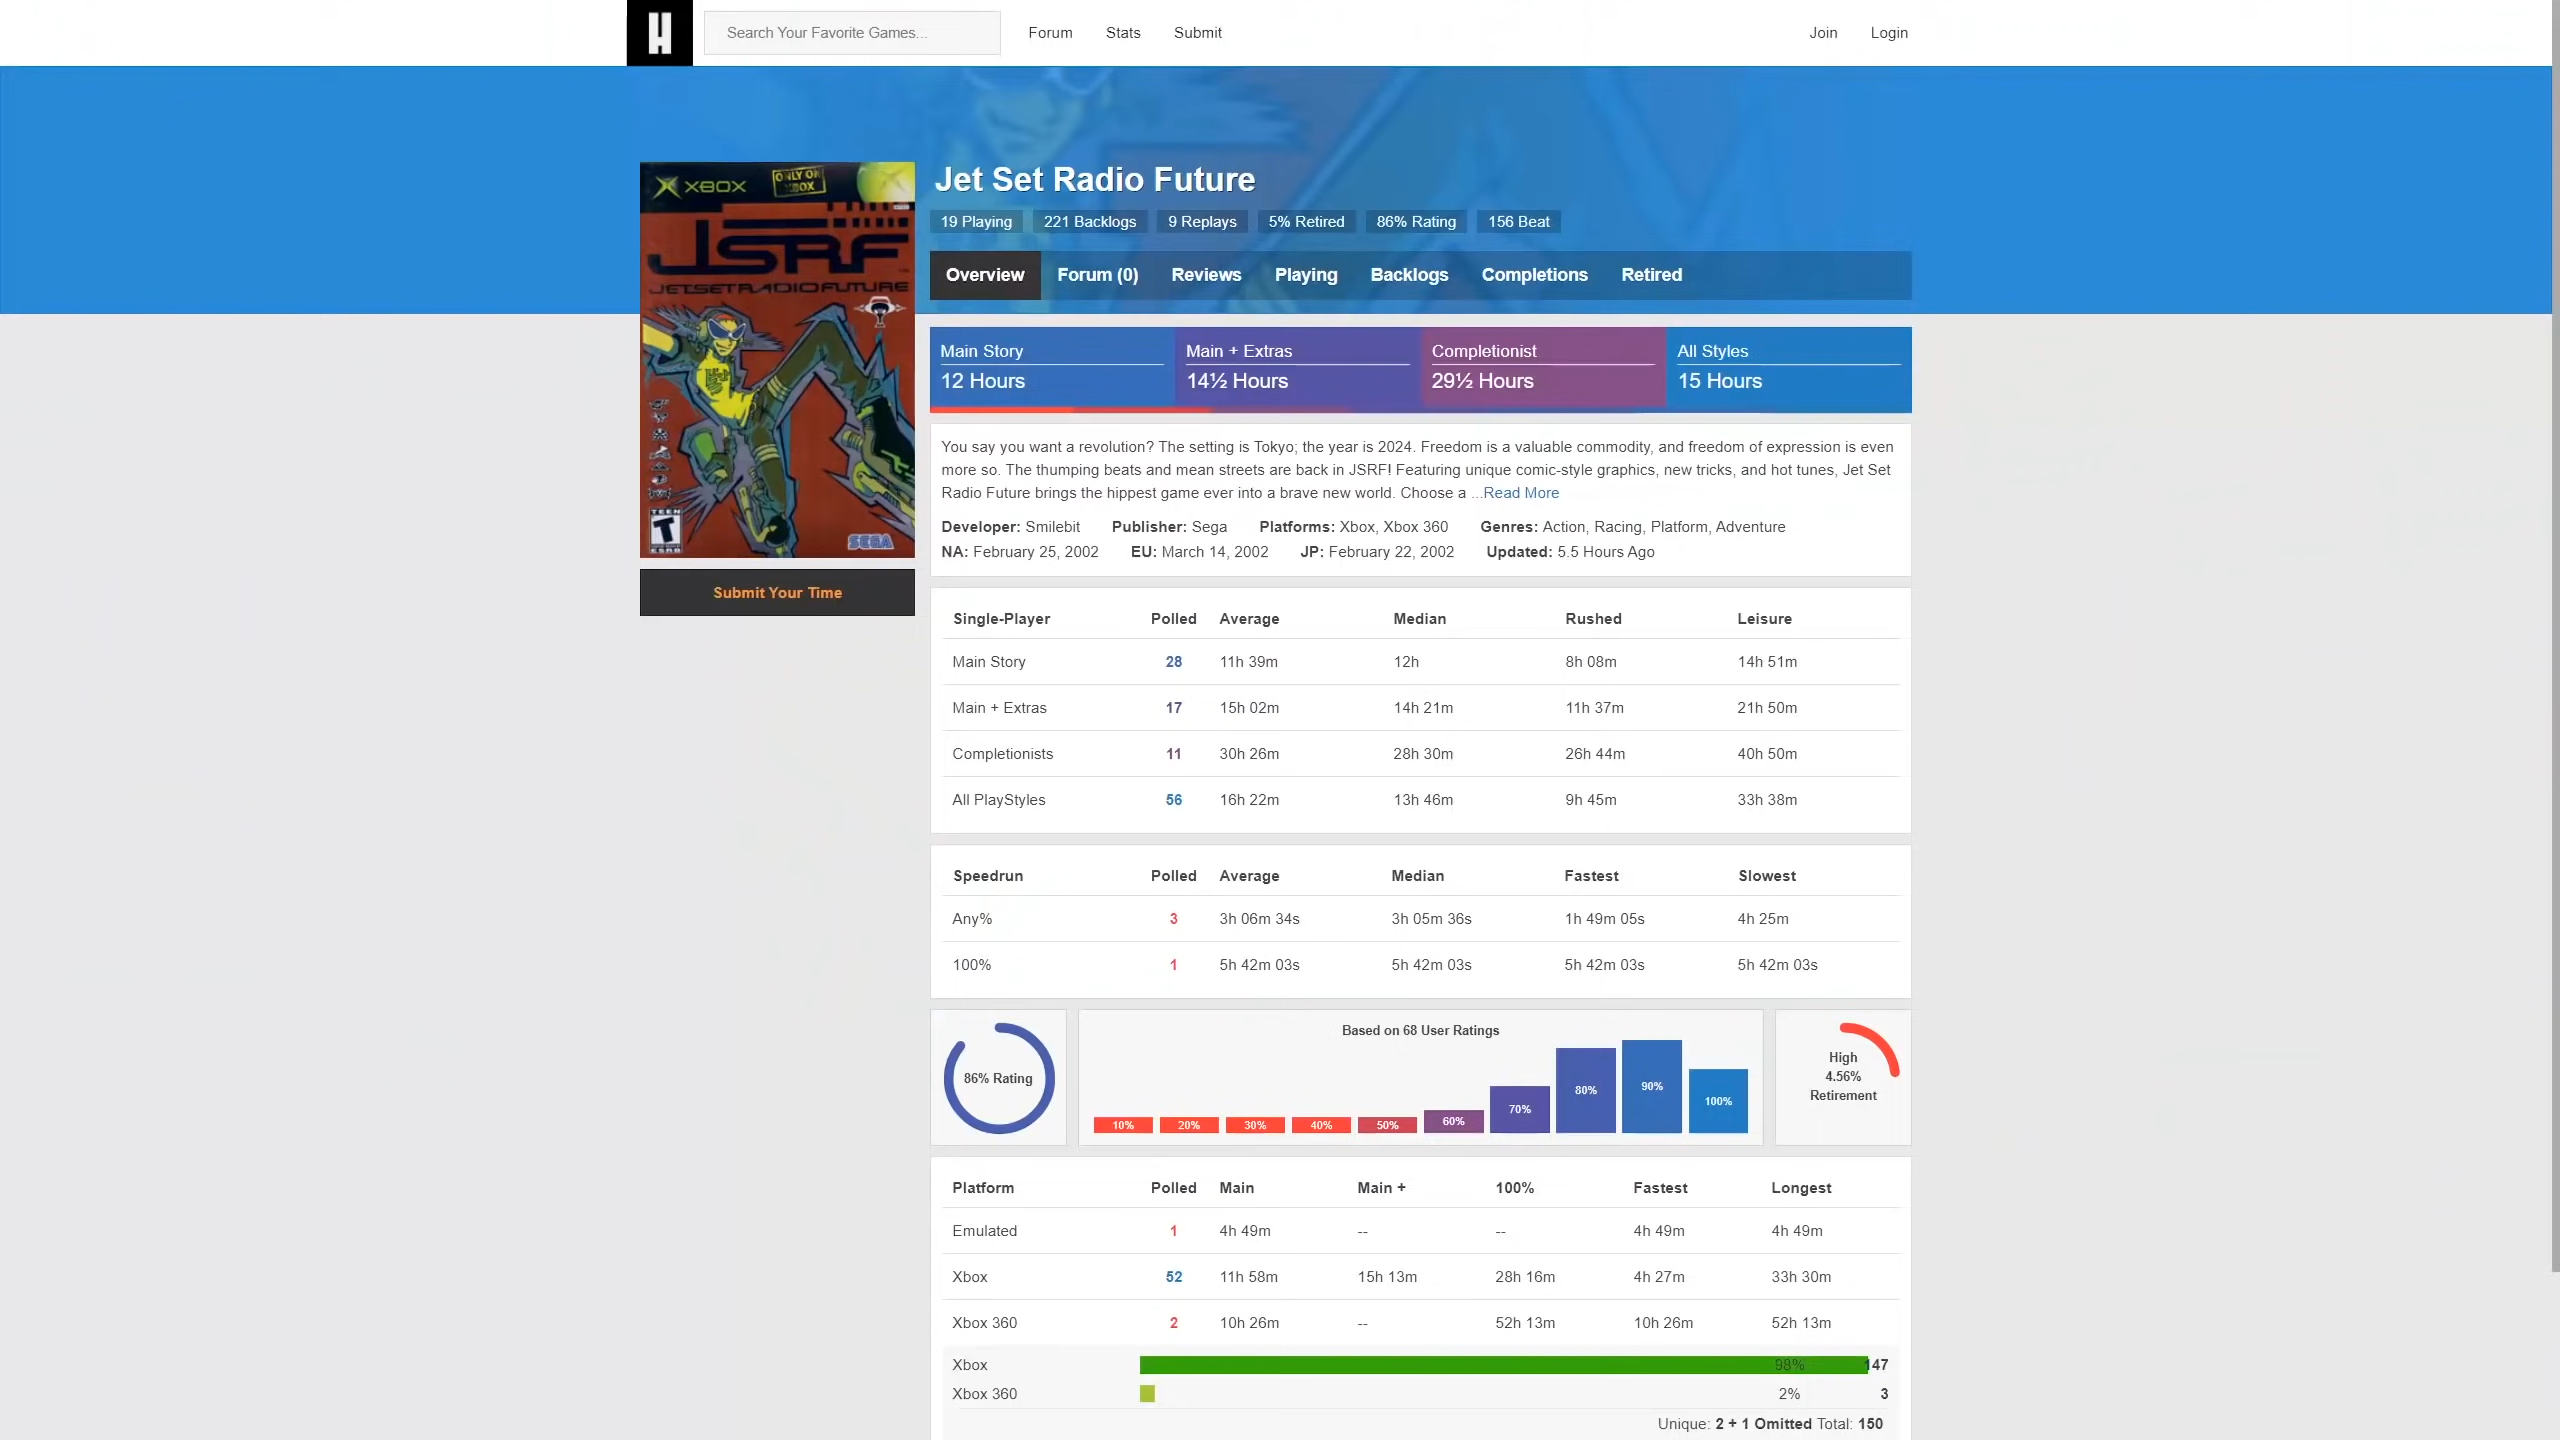 H
Search Your Favorite Games...
Forum
Stats
Submit
Join
Login
XBOX
ONLY ON XBOX
JSRF
JETSETRADIOFUTURE
TEEN
T
ESRB
SEGA
Submit Your Time
Jet Set Radio Future
19 Playing
221 Backlogs
9 Replays
5% Retired
86% Rating
156 Beat
Overview
Forum (0)
Reviews
Playing
Backlogs
Completions
Retired
Main Story
12 Hours
Main + Extras
14½ Hours
Completionist
29½ Hours
All Styles
15 Hours
You say you want a revolution? The setting is Tokyo; the year is 2024. Freedom is a valuable commodity, and freedom of expression is even
more so. The thumping beats and mean streets are back in JSRF! Featuring unique comic-style graphics, new tricks, and hot tunes, Jet Set
Radio Future brings the hippest game ever into a brave new world. Choose a ...Read More
Developer: Smilebit Publisher: Sega Platforms: Xbox, Xbox 360 Genres: Action, Racing, Platform, Adventure
NA: February 25, 2002 EU: March 14, 2002 JP: February 22, 2002 Updated: 5.5 Hours Ago
Single-Player Polled Average Median Rushed Leisure
Main Story 28 11h 39m 12h 8h 08m 14h 51m
Main + Extras 17 15h 02m 14h 21m 11h 37m 21h 50m
Completionists 11 30h 26m 28h 30m 26h 44m 40h 50m
All PlayStyles 56 16h 22m 13h 46m 9h 45m 33h 38m
Speedrun Polled Average Median Fastest Slowest
Any% 3 3h 06m 34s 3h 05m 36s 1h 49m 05s 4h 25m
100% 1 5h 42m 03s 5h 42m 03s 5h 42m 03s 5h 42m 03s
86% Rating
Based on 68 User Ratings
10% 20% 30% 40% 50% 60% 70% 80% 90% 100%
High
4.56%
Retirement
Platform Polled Main Main + 100% Fastest Longest
Emulated 1 4h 49m -- -- 4h 49m 4h 49m
Xbox 52 11h 58m 15h 13m 28h 16m 4h 27m 33h 30m
Xbox 360 2 10h 26m -- 52h 13m 10h 26m 52h 13m
Xbox 98% 147
Xbox 360 2% 3
Unique: 2 + 1 Omitted Total: 150